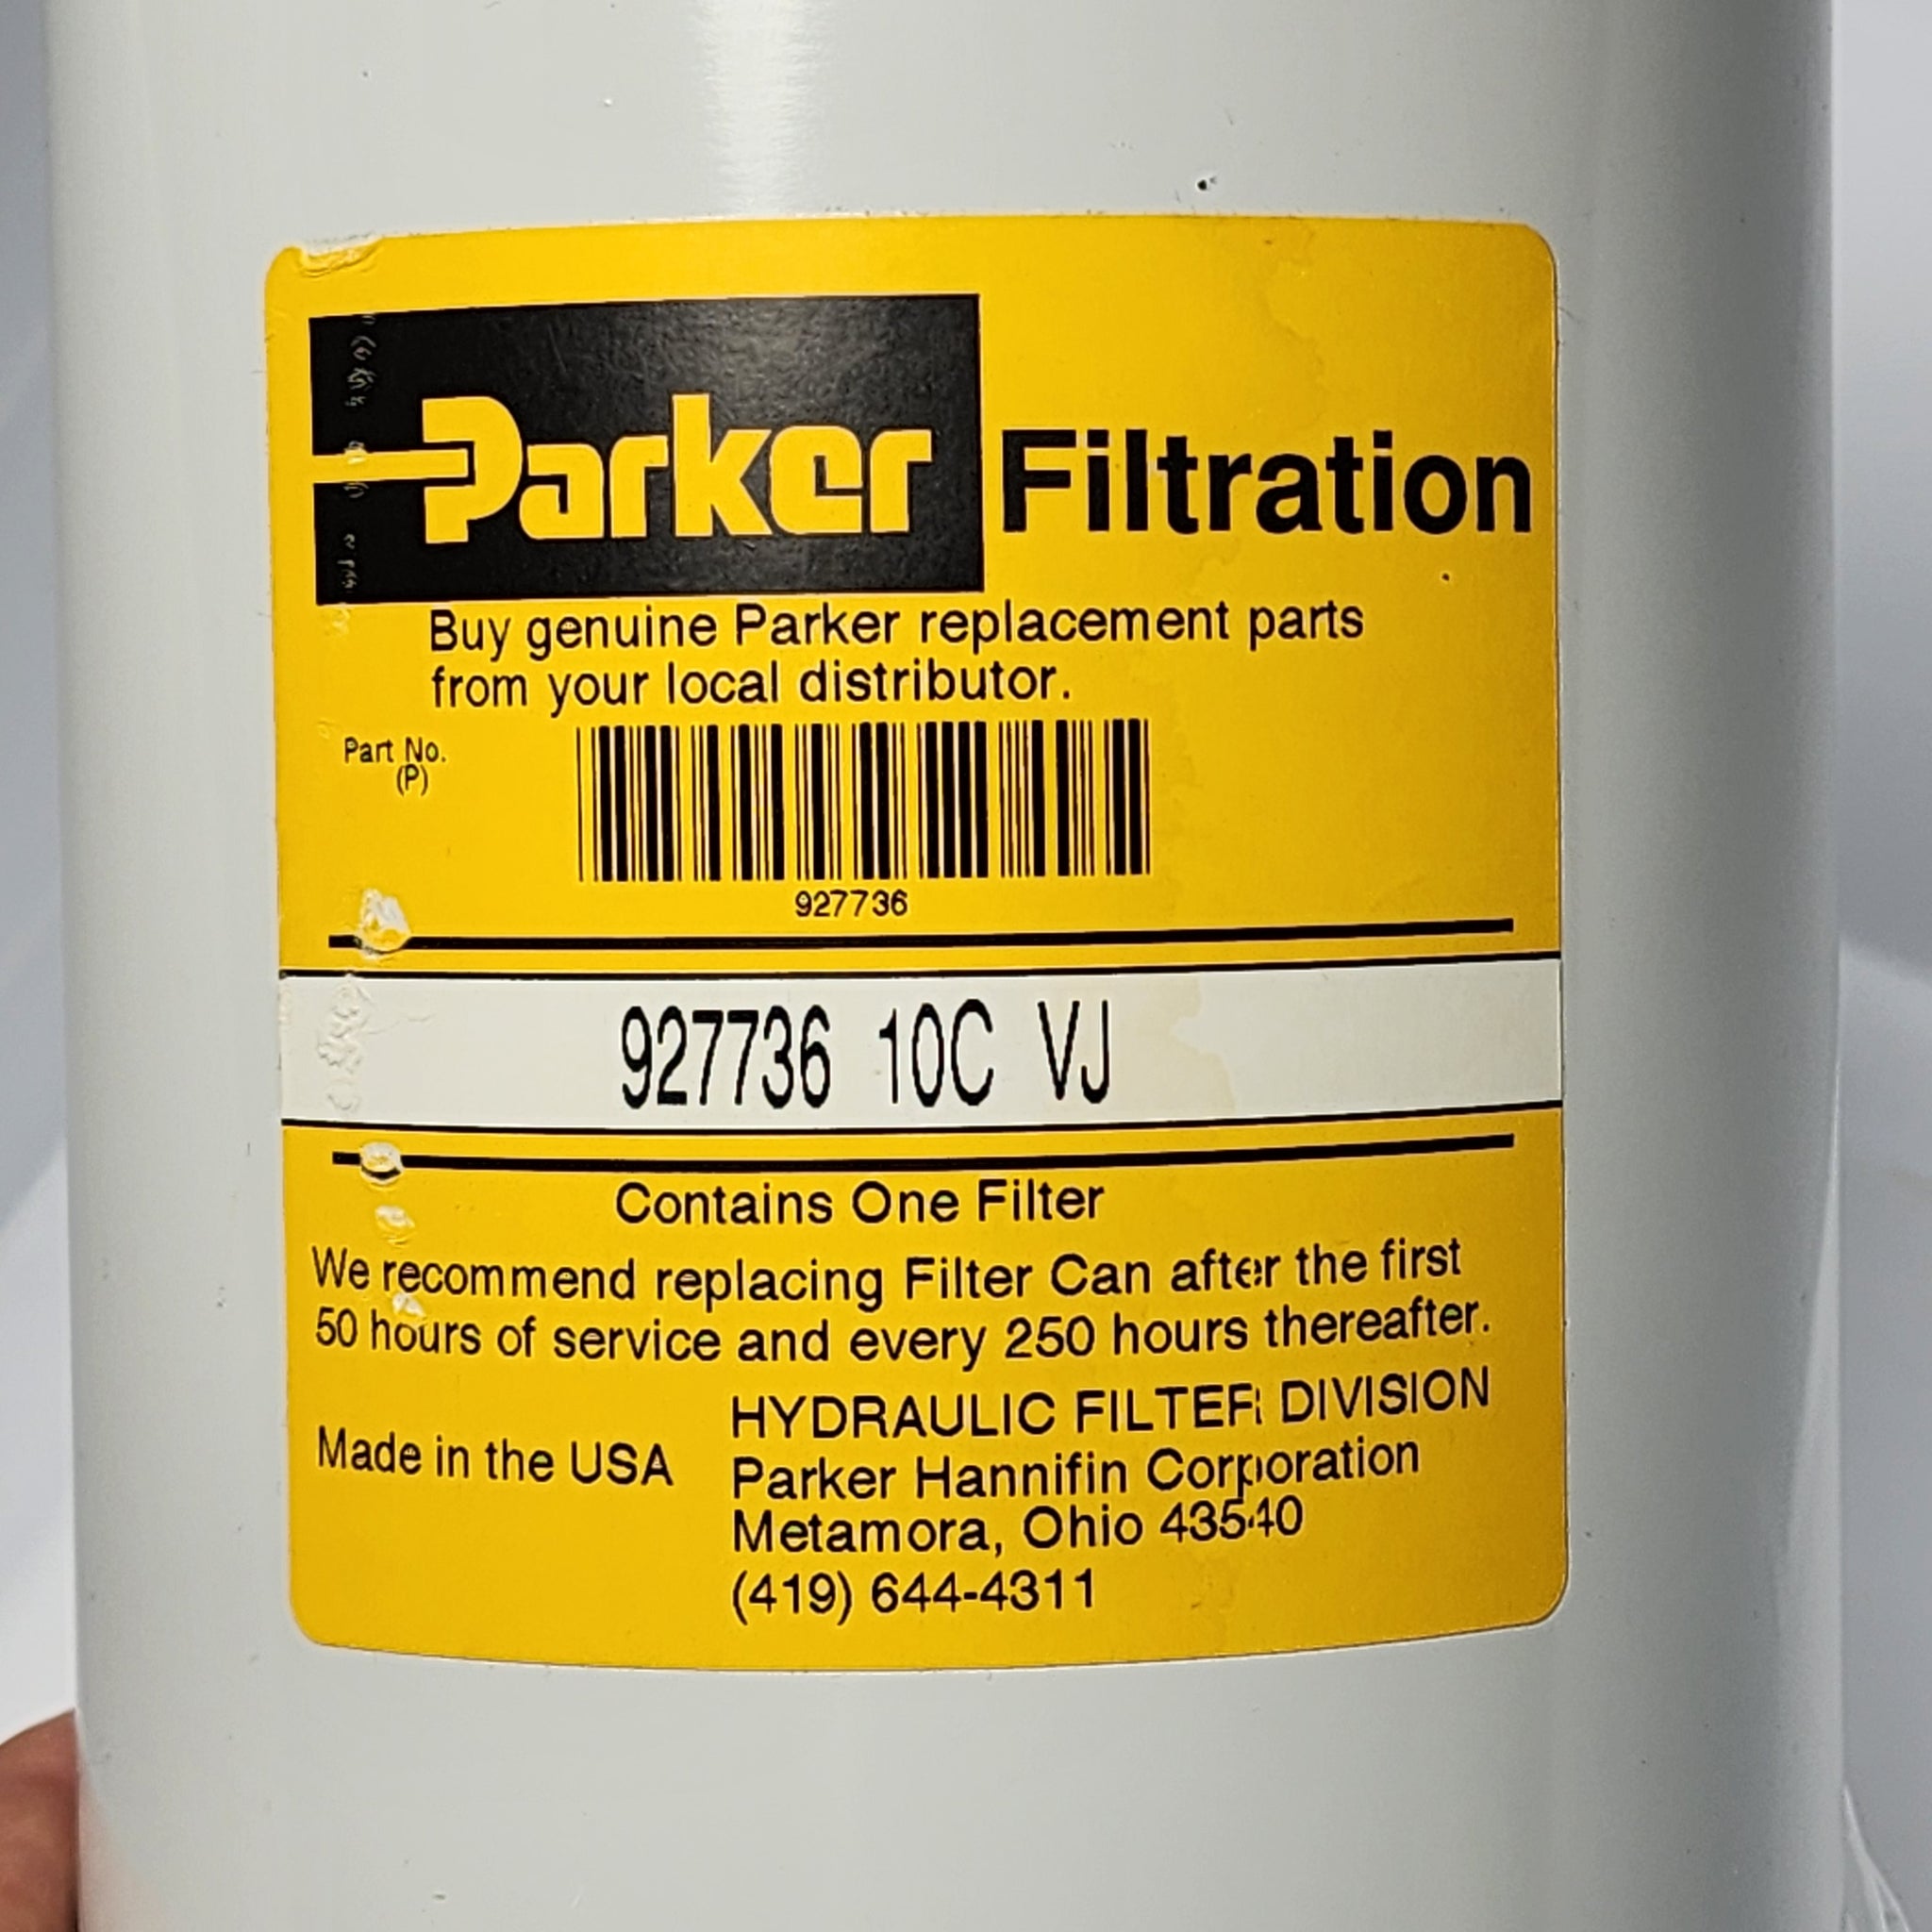 Parker Filtration
Buy genuine Parker replacement parts
from your local distributor.
Part No.
(P)
927736
927736 10C VJ
Contains One Filter
We recommend replacing Filter Can after the first
50 hours of service and every 250 hours thereafter.
Made in the USA
HYDRAULIC FILTER DIVISION
Parker Hannifin Corporation
Metamora, Ohio 43540
(419) 644-4311